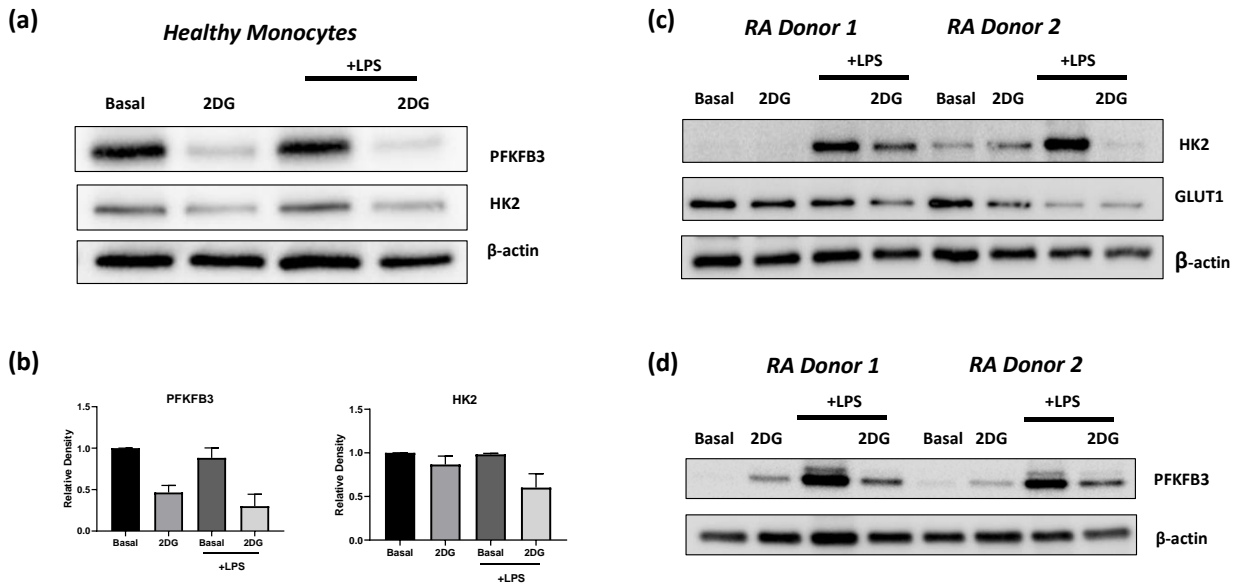 (a)
Healthy Monocytes
+LPS
Basal 2DG 2DG
PFKFB3
HK2
β-actin
(b)
PFKFB3
Relative Density
1.5
1.0
0.5
0.0
Basal 2DG Basal 2DG
+LPS
HK2
Relative Density
1.5
1.0
0.5
0.0
Basal 2DG Basal 2DG
+LPS
(c)
RA Donor 1 RA Donor 2
+LPS +LPS
Basal 2DG 2DG Basal 2DG 2DG
HK2
GLUT1
β-actin
(d)
RA Donor 1 RA Donor 2
+LPS +LPS
Basal 2DG 2DG Basal 2DG 2DG
PFKFB3
β-actin